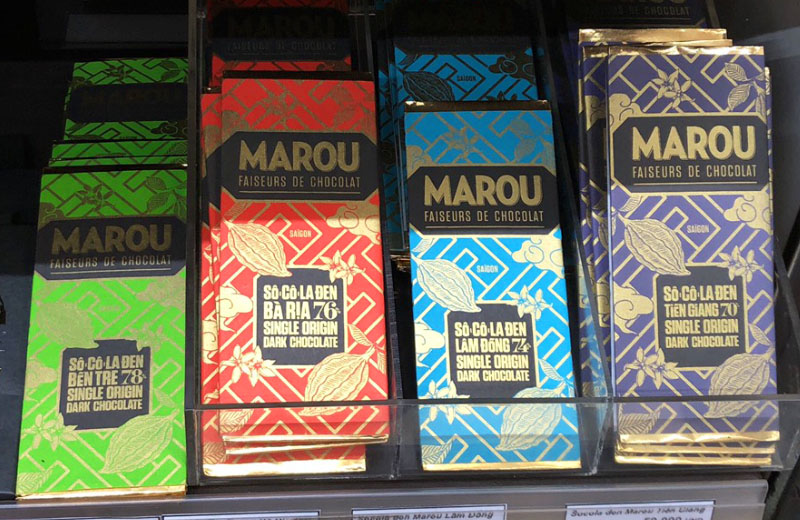 MAROU
FAISEURS DE CHOCOLAT
SÔ·CÔ·LA ĐEN
BẾN TRE 78%
SINGLE ORIGIN
DARK CHOCOLATE
MAROU
FAISEURS DE CHOCOLAT
SAIGON
SÔ·CÔ·LA ĐEN
BÀ RỊA 76%
SINGLE ORIGIN
DARK CHOCOLATE
SAIGON
MAROU
FAISEURS DE CHOCOLAT
SAIGON
SÔ·CÔ·LA ĐEN
LÂM ĐỒNG 74%
SINGLE ORIGIN
DARK CHOCOLATE
MAROU
FAISEURS DE CHOCOLAT
SAIGON
SÔ·CÔ·LA ĐEN
TIỀN GIANG 70%
SINGLE ORIGIN
DARK CHOCOLATE
Socola đen Marou Lâm Đồng
Socola đen Marou Tiền Giang